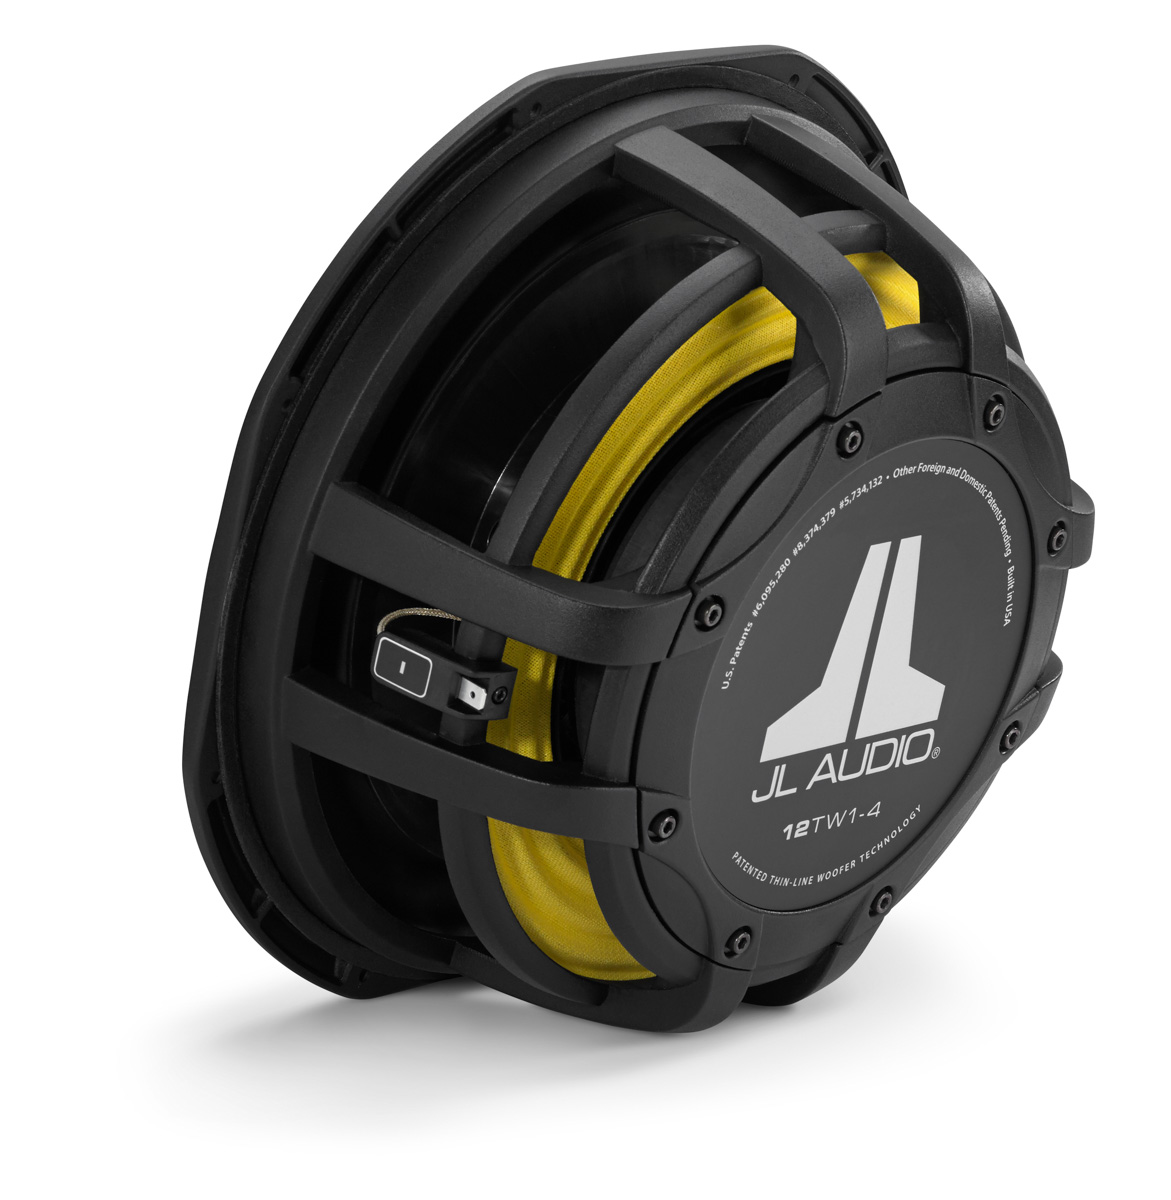 U.S. Patents #6,095,280 #8,374,379 #5,734,132 • Other Foreign and Domestic Patents Pending • Built in USA
JL AUDIO®
12TW1-4
PATENTED THIN-LINE WOOFER TECHNOLOGY